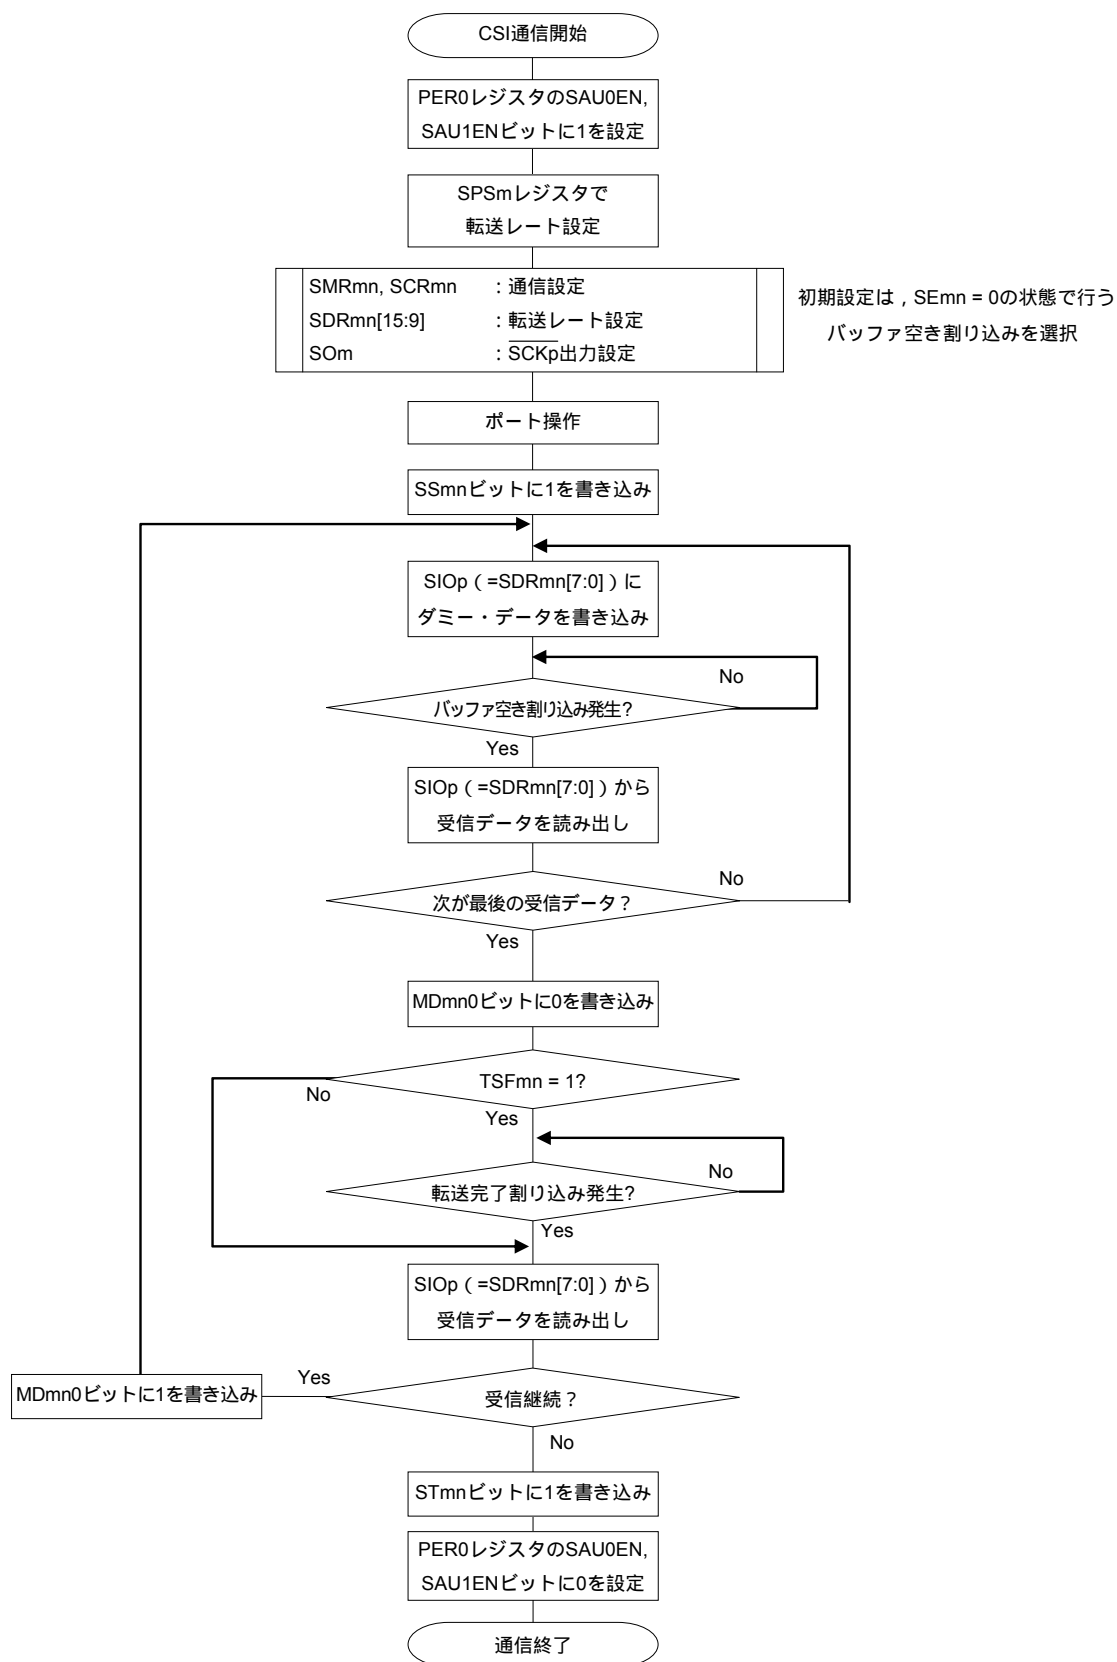 CSI通信開始
PER0レジスタのSAU0EN,
SAU1ENビットに1を設定
SPSmレジスタで
転送レート設定
SMRmn, SCRmn : 通信設定
SDRmn[15:9] : 転送レート設定
SOm : SCKp出力設定
初期設定は，SEmn = 0の状態で行う
バッファ空き割り込みを選択
ポート操作
SSmnビットに1を書き込み
SIOp（=SDRmn[7:0]）に
ダミー・データを書き込み
No
バッファ空き割り込み発生?
Yes
SIOp（=SDRmn[7:0]）から
受信データを読み出し
No
次が最後の受信データ？
Yes
MDmn0ビットに0を書き込み
TSFmn = 1?
No
Yes
No
転送完了割り込み発生?
Yes
SIOp（=SDRmn[7:0]）から
受信データを読み出し
Yes
MDmn0ビットに1を書き込み
受信継続？
No
STmnビットに1を書き込み
PER0レジスタのSAU0EN,
SAU1ENビットに0を設定
通信終了